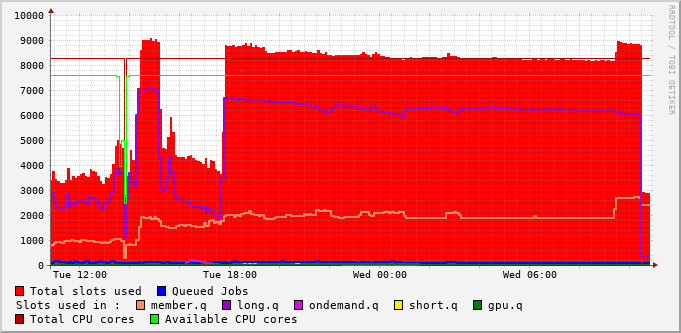 10000
9000
8000
7000
6000
5000
4000
3000
2000
1000
0
Tue 12:00 Tue 18:00 Wed 00:00 Wed 06:00
RRDTOOL / TOBI OETIKER
Total slots used Queued Jobs
Slots used in : member.q long.q ondemand.q short.q gpu.q
Total CPU cores Available CPU cores